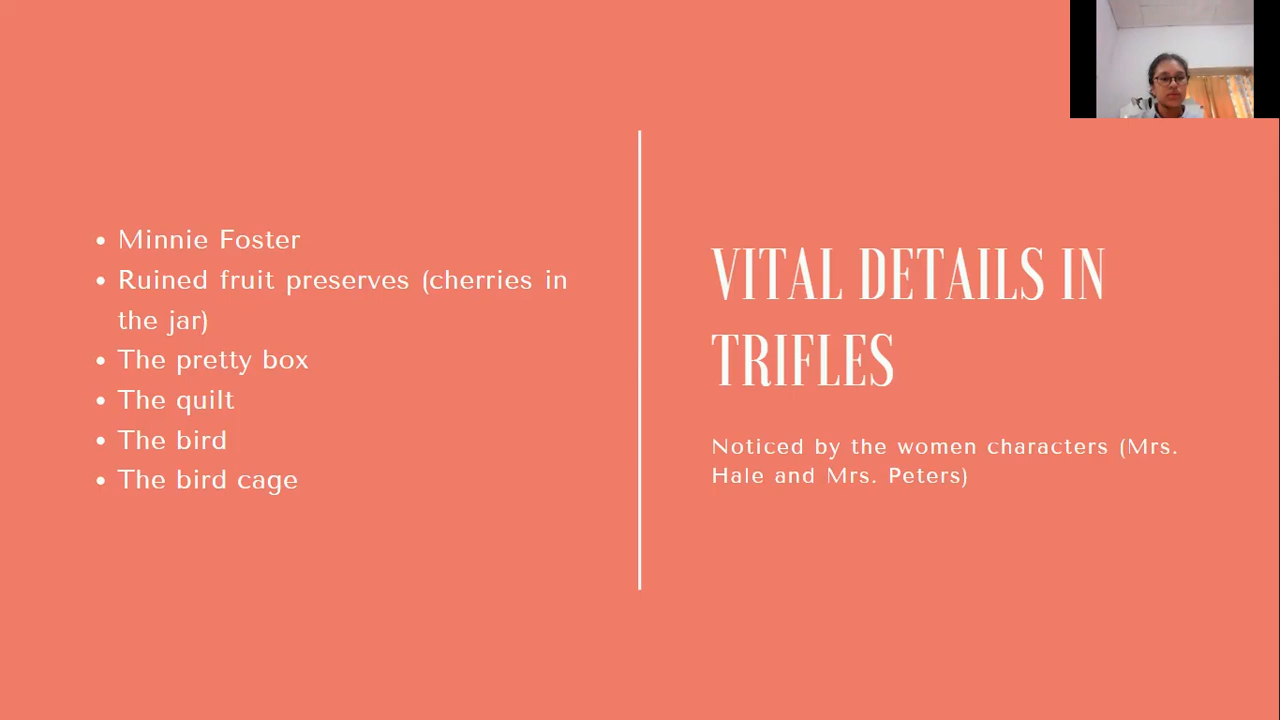 • Minnie Foster
• Ruined fruit preserves (cherries in
the jar)
• The pretty box
• The quilt
• The bird
• The bird cage
VITAL DETAILS IN
TRIFLES
Noticed by the women characters (Mrs.
Hale and Mrs. Peters)